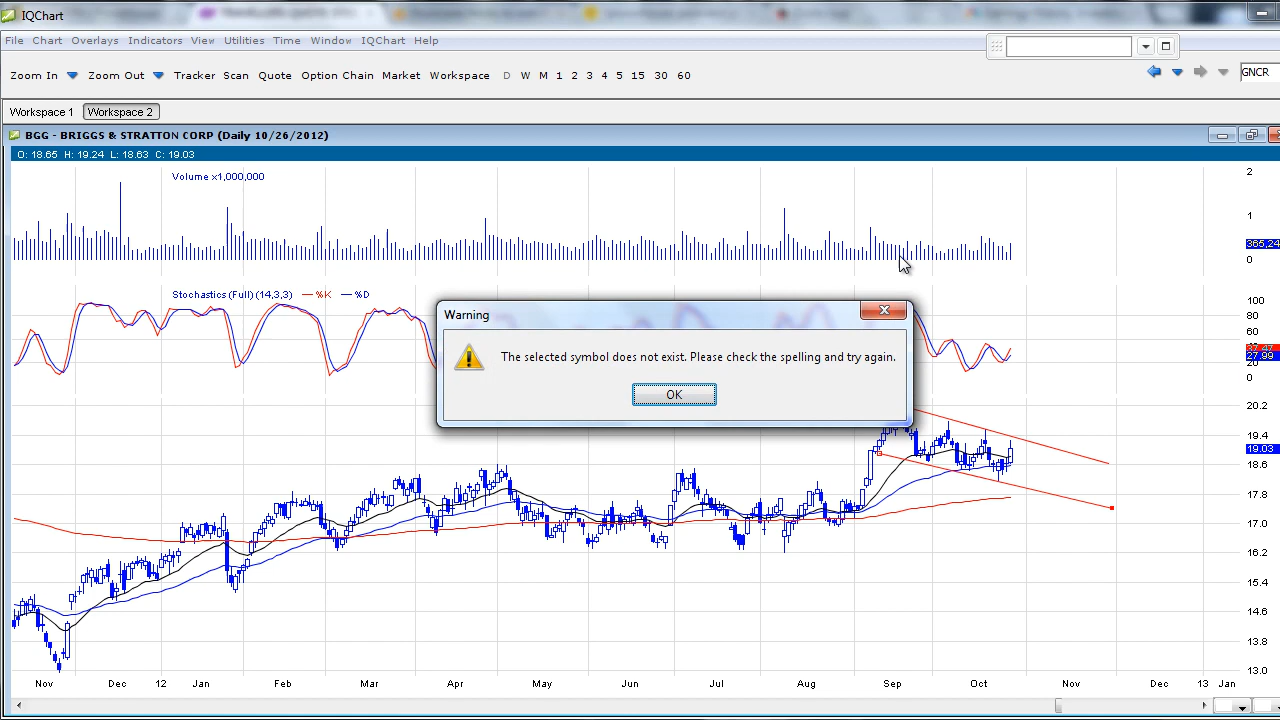 IQChart
File Chart Overlays Indicators View Utilities Time Window IQChart Help
Zoom In Zoom Out Tracker Scan Quote Option Chain Market Workspace D W M 1 2 3 4 5 15 30 60
GNCR
Workspace 1 Workspace 2
BGG - BRIGGS & STRATTON CORP (Daily 10/26/2012)
O: 18.65 H: 19.24 L: 18.63 C: 19.03
Volume x1,000,000
2
1
365,24
0
Stochastics (Full) (14,3,3) %K %D
100
80
60
27.99
20
0
Warning
The selected symbol does not exist. Please check the spelling and try again.
OK
20.2
19.4
19.03
18.6
17.8
17.0
16.2
15.4
14.6
13.8
13.0
Nov Dec 12 Jan Feb Mar Apr May Jun Jul Aug Sep Oct Nov Dec 13 Jan